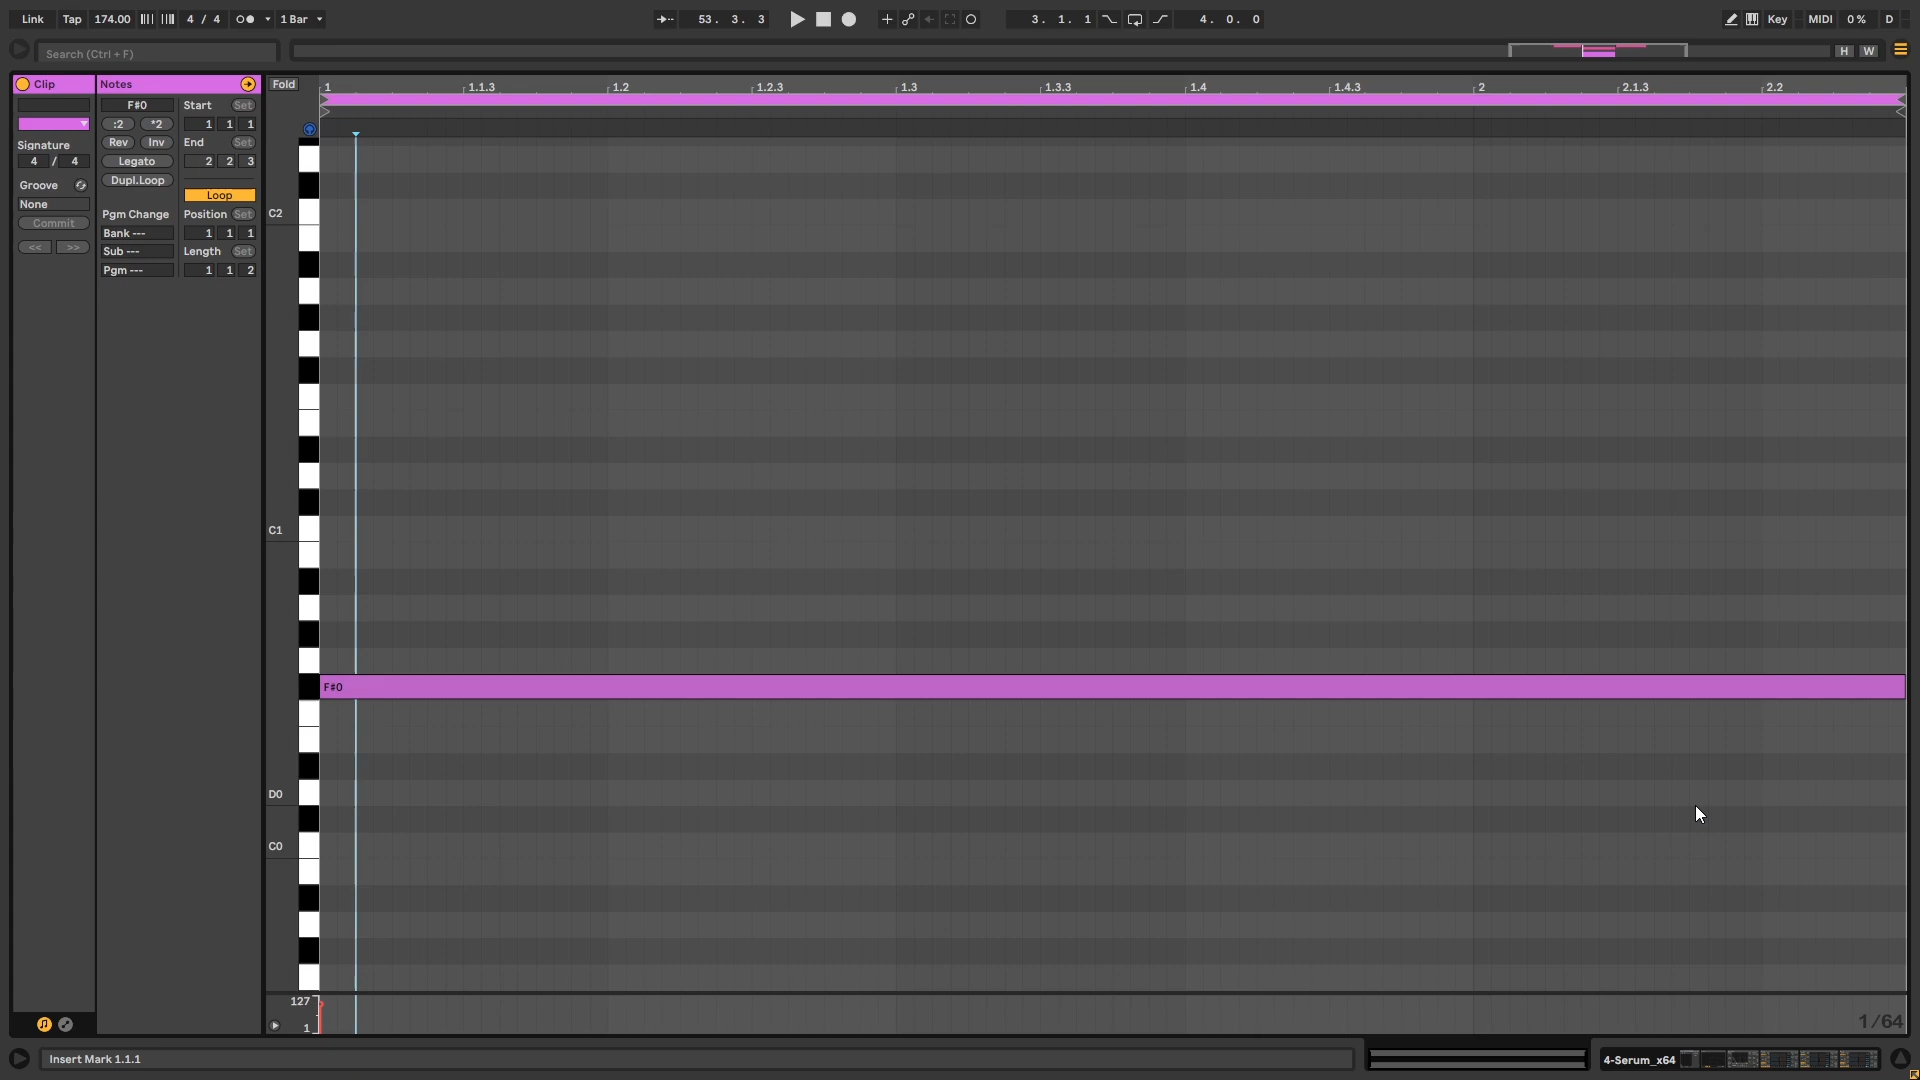 Link Tap 174.00 4 / 4 1 Bar 53. 3. 3 3. 1. 1 4. 0. 0 Key MIDI 0 % D
Search (Ctrl + F) H W
Clip Notes Fold 1 1.1.3 1.2 1.2.3 1.3 1.3.3 1.4 1.4.3 2 2.1.3 2.2
F#0 Start Set
:2 *2 1 1 1
Rev Inv End Set
Signature
4 / 4 Legato 2 2 3
Groove Dupl.Loop
None Loop
Commit Pgm Change Position Set
Bank --- 1 1 1
<< >> Sub --- Length Set
Pgm --- 1 1 2
C2
C1
F#0
D0
C0
127
1
1/64
Insert Mark 1.1.1 4-Serum_x64